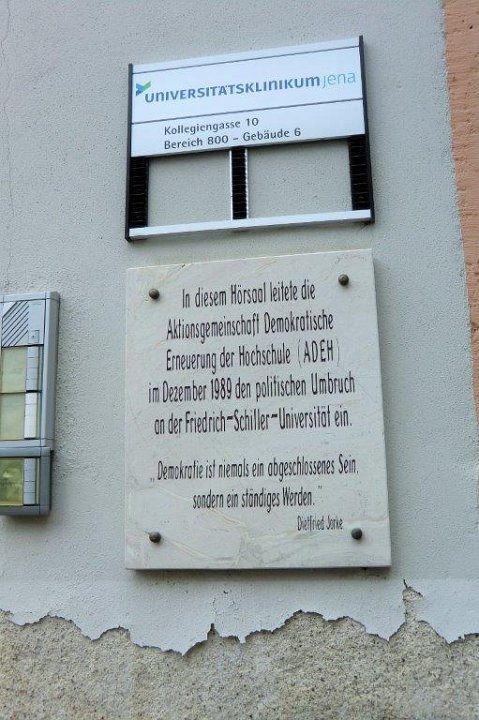 UNIVERSITÄTSKLINIKUM jena
Kollegiengasse 10
Bereich 800 - Gebäude 6
In diesem Hörsaal leitete die
Aktionsgemeinschaft Demokratische
Erneuerung der Hochschule (ADEH)
im Dezember 1989 den politischen Umbruch
an der Friedrich-Schiller-Universität ein.
„Demokratie ist niemals ein abgeschlossenes Sein,
sondern ein ständiges Werden."
Dietfried Jorke